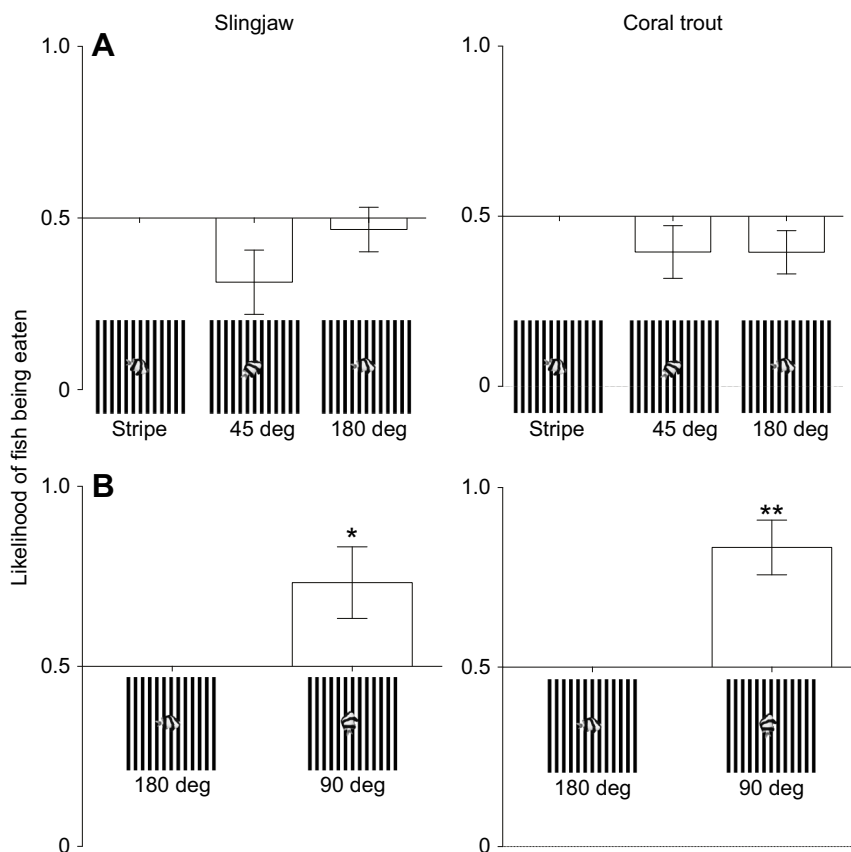 Slingjaw
Coral trout
A
1.0
0.5
0
Stripe
45 deg
180 deg
1.0
0.5
0
Stripe
45 deg
180 deg
Likelihood of fish being eaten
B
1.0
0.5
0
*
180 deg
90 deg
1.0
0.5
0
**
180 deg
90 deg